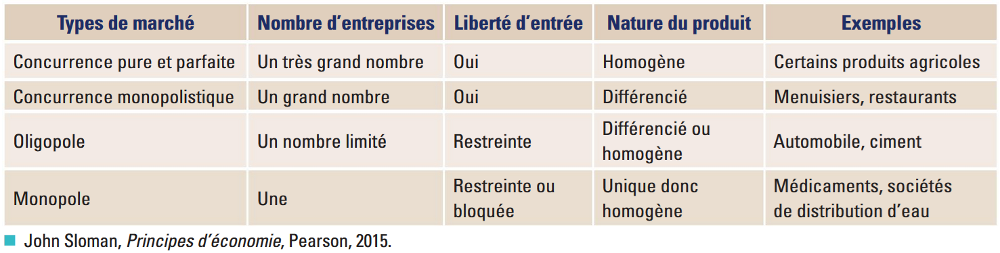 Types de marché Nombre d’entreprises Liberté d’entrée Nature du produit Exemples
Concurrence pure et parfaite Un très grand nombre Oui Homogène Certains produits agricoles
Concurrence monopolistique Un grand nombre Oui Différencié Menuisiers, restaurants
Oligopole Un nombre limité Restreinte Différencié ou homogène Automobile, ciment
Monopole Une Restreinte ou bloquée Unique donc homogène Médicaments, sociétés de distribution d’eau
John Sloman, Principes d’économie, Pearson, 2015.